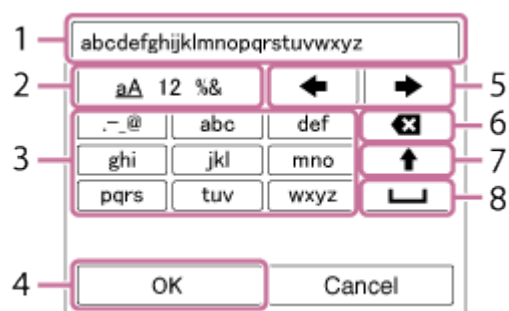 1 abcdefghijklmnopqrstuvwxyz
2 aA 12 %& 5
.-_@ abc def 6
3 ghi jkl mno 7
pqrs tuv wxyz 8
4 OK Cancel